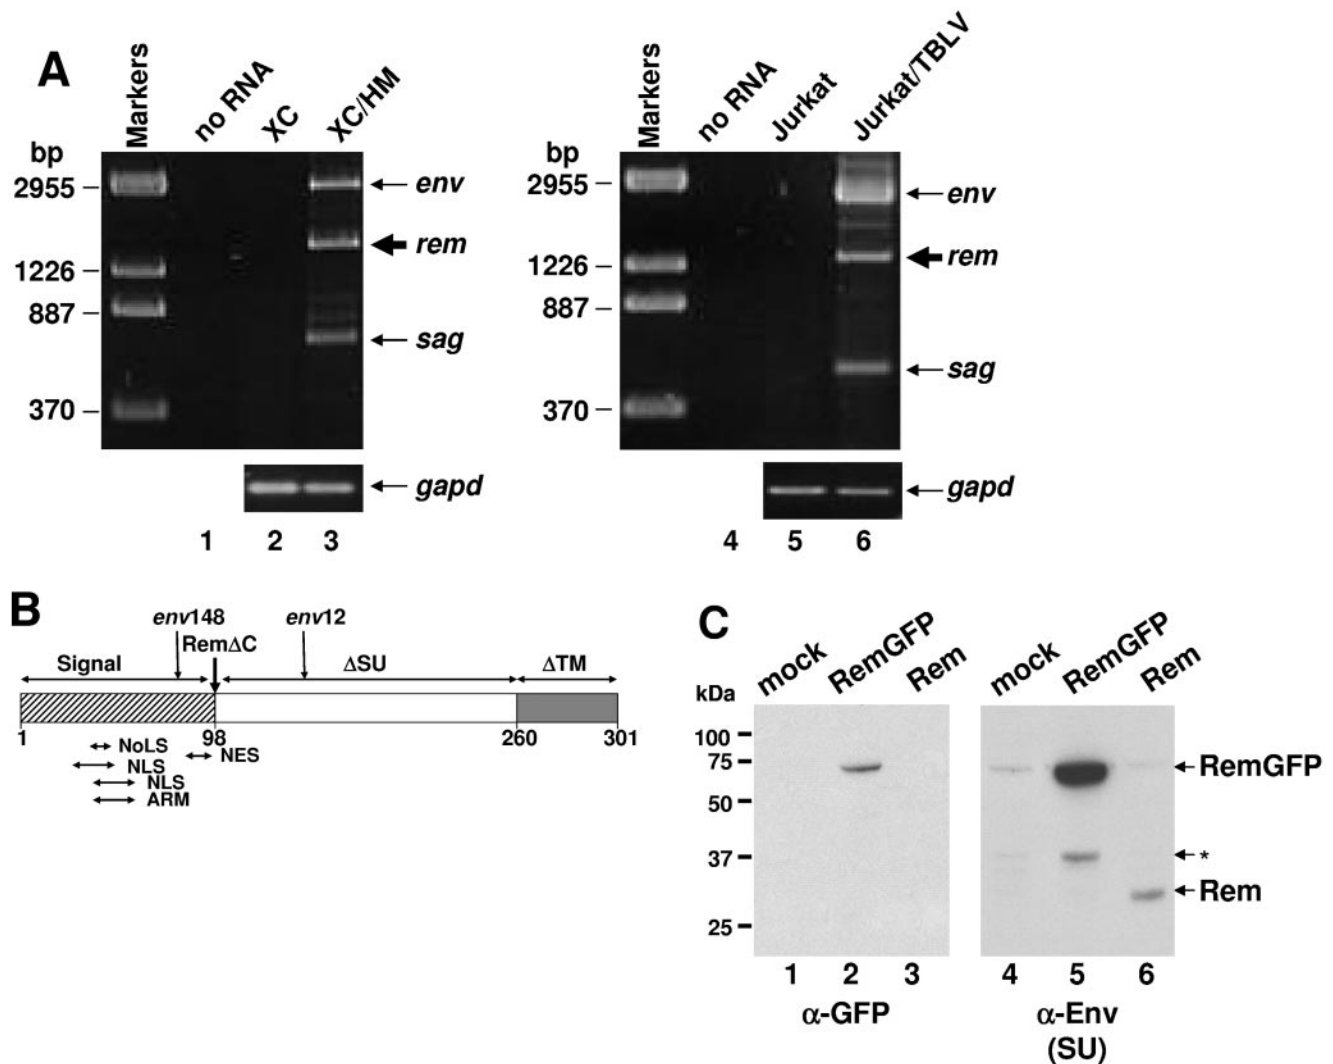 A
Markers
no RNA
XC
XC/HM
bp
2955
1226
887
370
env
rem
sag
gapd
1 2 3
Markers
no RNA
Jurkat
Jurkat/TBLV
bp
2955
1226
887
370
env
rem
sag
gapd
4 5 6
B
env148
env12
RemΔC
Signal
ΔSU
ΔTM
1 98 260 301
NoLS
NES
NLS
NLS
ARM
C
mock
RemGFP
Rem
kDa
100
75
50
37
25
1 2 3
α-GFP
mock
RemGFP
Rem
RemGFP
*
Rem
4 5 6
α-Env
(SU)